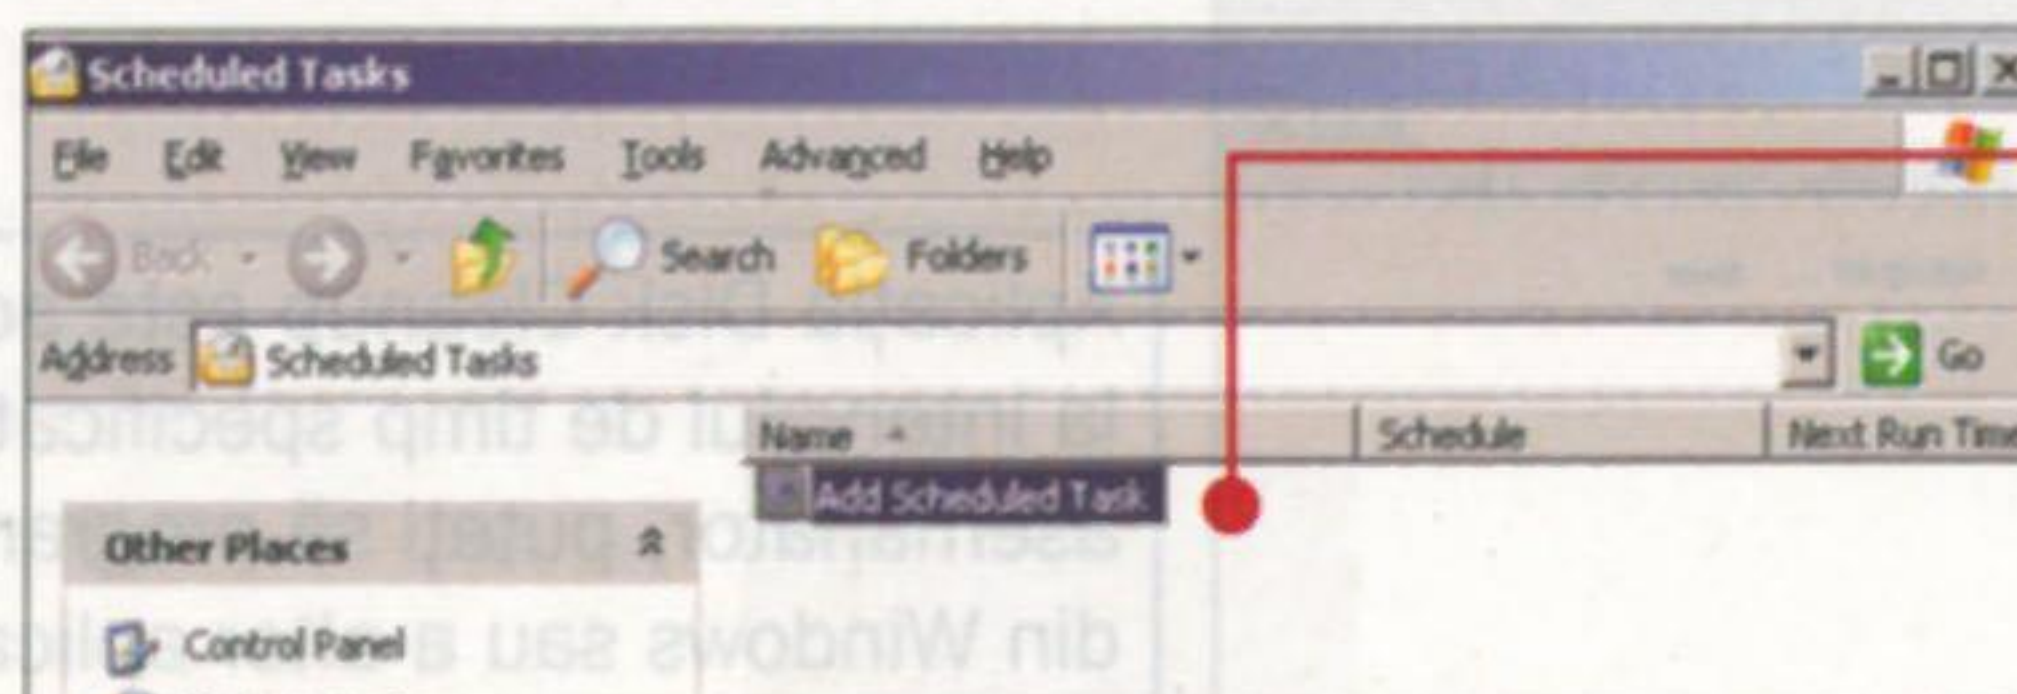 Scheduled Tasks
File Edit View Favorites Tools Advanced Help
Back Search Folders
Address Scheduled Tasks Go
Name Schedule Next Run Time
Add Scheduled Task
Other Places
Control Panel